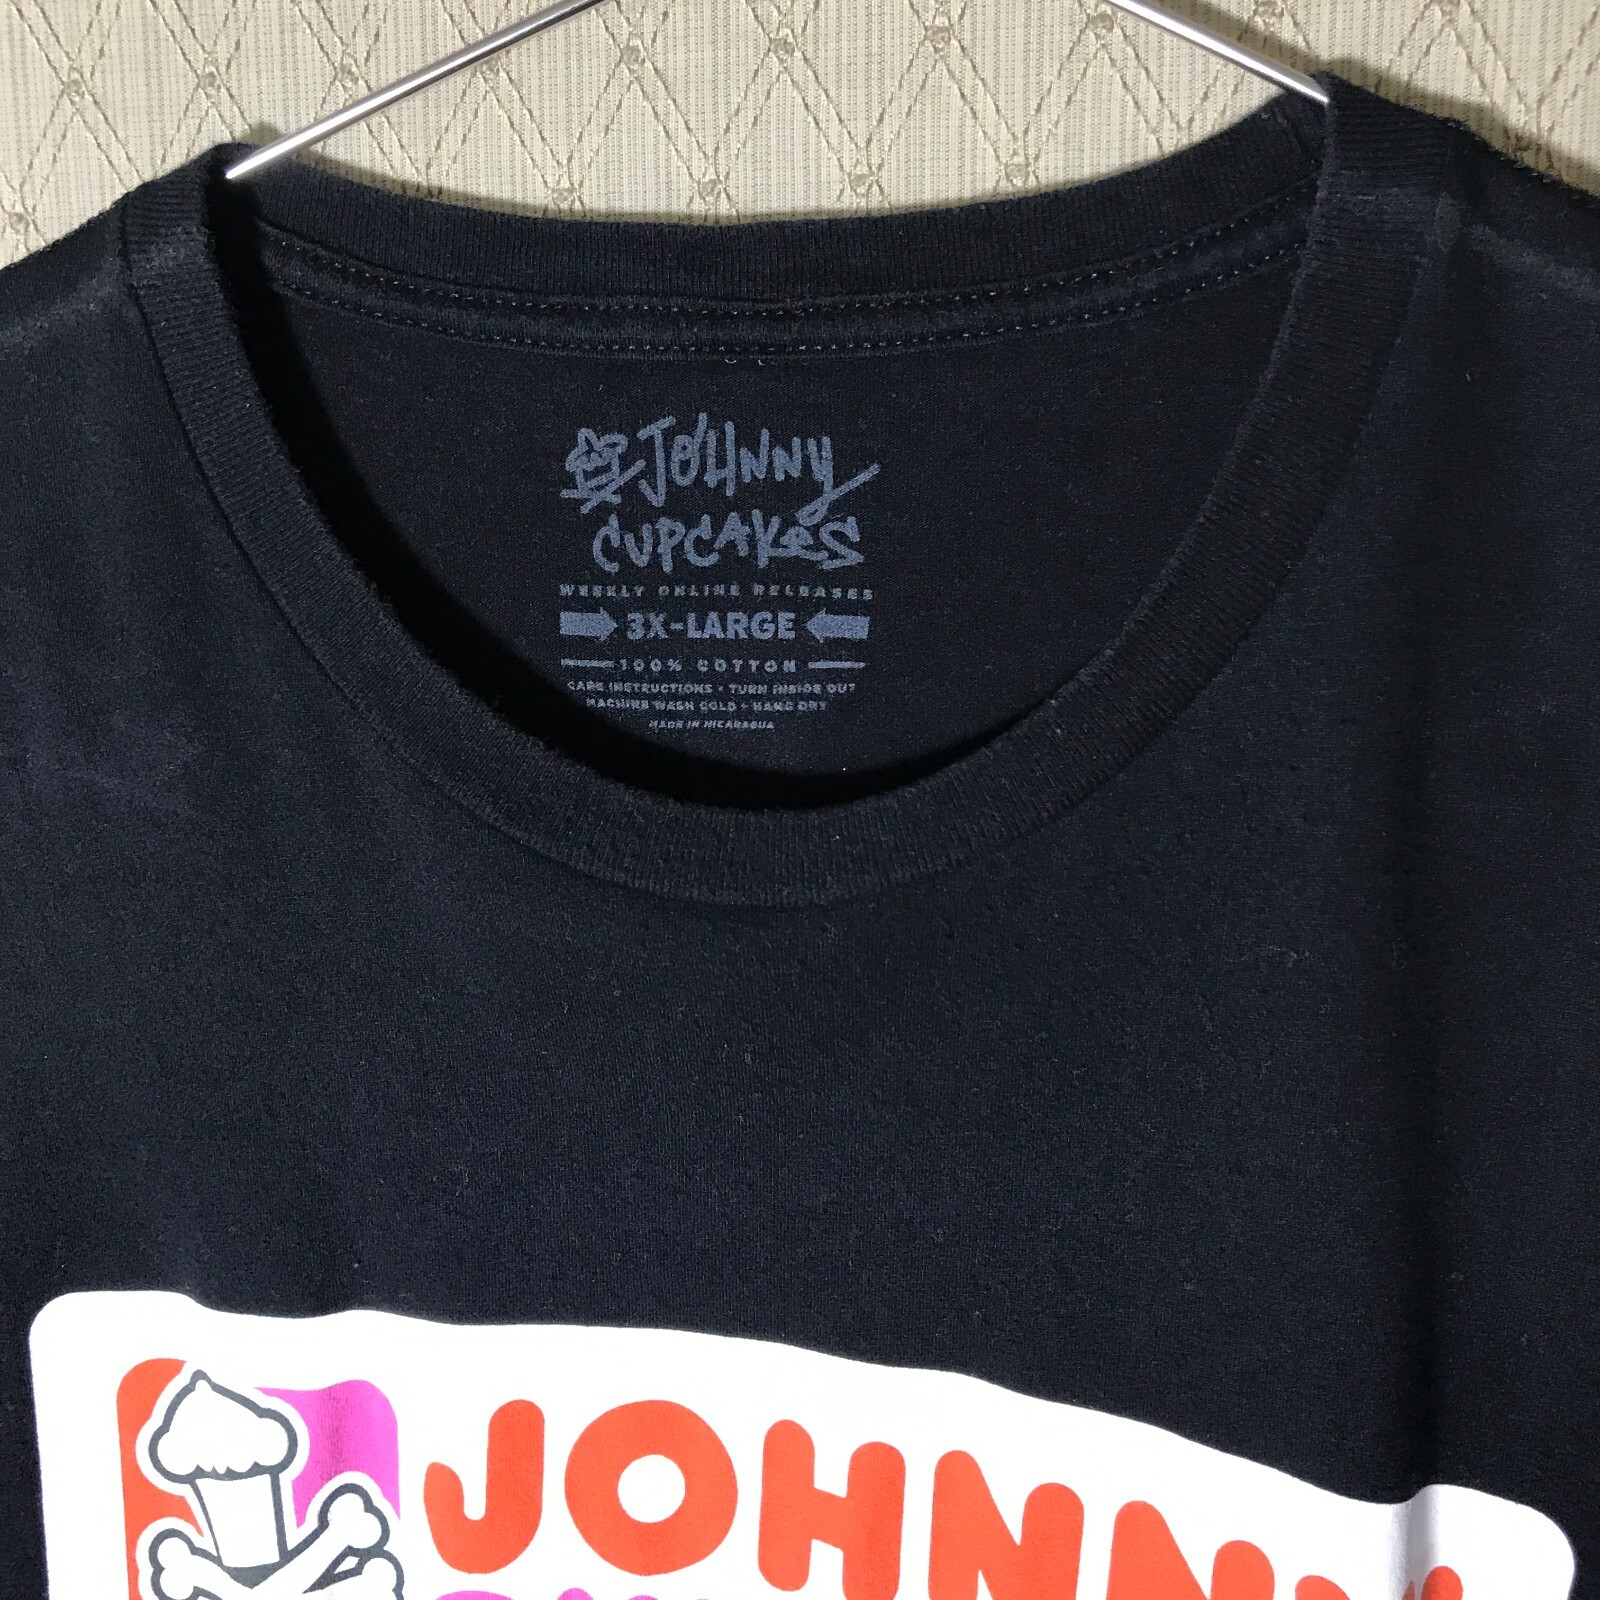 JOHNNY
CUPCAKES
WEEKLY ONLINE RELEASES
3X-LARGE
100% COTTON
CARE INSTRUCTIONS • TURN INSIDE OUT
MACHINE WASH COLD • HANG DRY
MADE IN NICARAGUA
JOHNNY